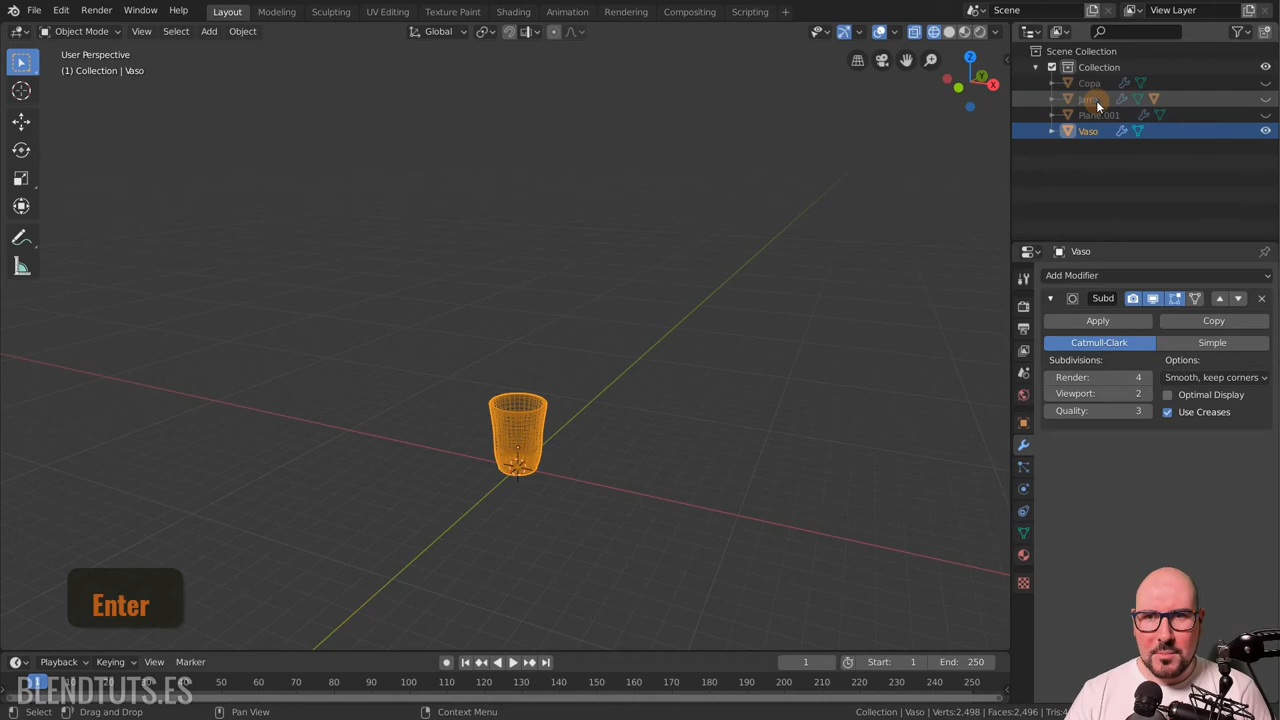 File Edit Render Window Help Layout Modeling Sculpting UV Editing Texture Paint Shading Animation Rendering Compositing Scripting + Scene View Layer
Object Mode View Select Add Object Global
User Perspective
(1) Collection | Vaso
Z
Y
X
Scene Collection
Collection
Copa
Plane.001
Vaso
Vaso
Add Modifier
Subd
Apply Copy
Catmull-Clark Simple
Subdivisions: Options:
Render: 4 Smooth, keep corners
Viewport: 2 Optimal Display
Quality: 3 Use Creases
Enter
Playback Keying View Marker 1 Start: 1 End: 250
1 10 20 30 40 50 60 70 80 90 100 110 120 130 140 150 160 170 180 190 200 210 220 230 240 250
BLENDTUTS.ES
Select Drag and Drop Pan View Context Menu Collection | Vaso | Verts:2,498 | Faces:2,496 |